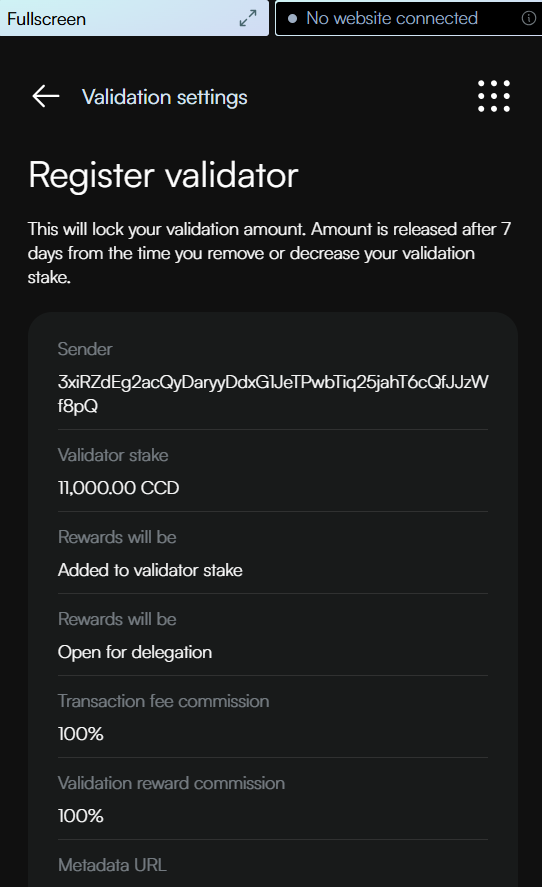 Fullscreen
No website connected
Validation settings
Register validator
This will lock your validation amount. Amount is released after 7
days from the time you remove or decrease your validation
stake.
Sender
3xiRZdEg2acQyDaryyDdxG1JeTPwbTiq25jahT6cQfJJzW
f8pQ
Validator stake
11,000.00 CCD
Rewards will be
Added to validator stake
Rewards will be
Open for delegation
Transaction fee commission
100%
Validation reward commission
100%
Metadata URL